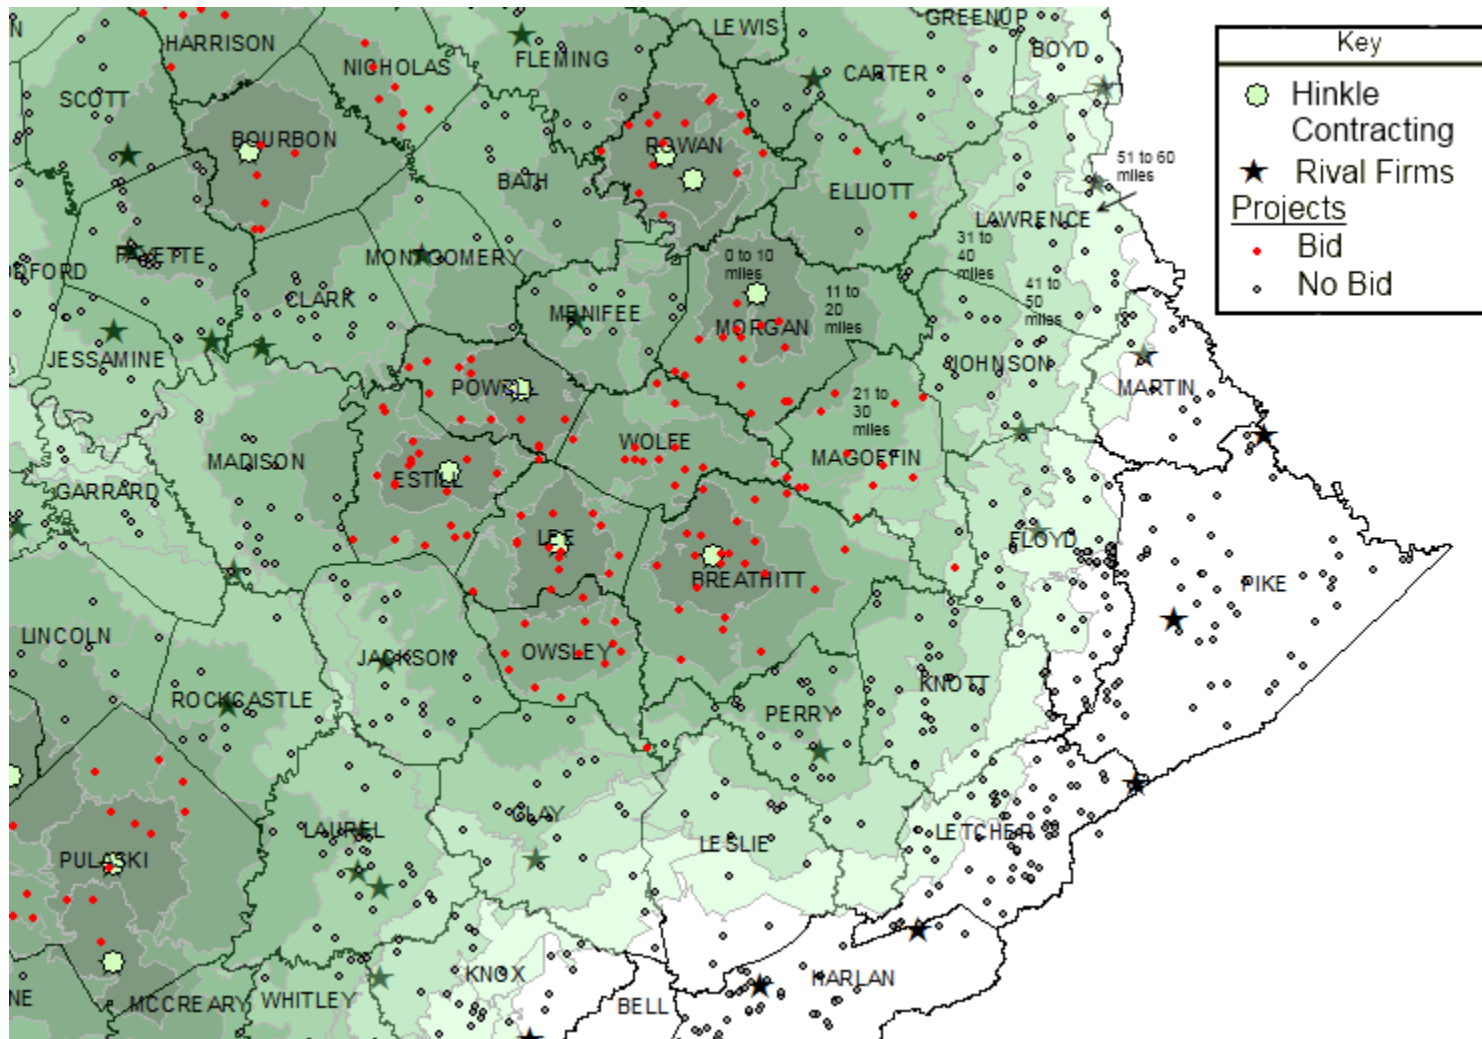 GREENUP
LEWIS
BOYD
HARRISON
FLEMING
NICHOLAS
CARTER
SCOTT
BOURBON
ROWAN
BATH
ELLIOTT
51 to 60
miles
LAWRENCE
FAYETTE
MONTGOMERY
31 to
40
miles
0 to 10
miles
DFORD
CLARK
MENIFEE
11 to
20
miles
41 to
50
miles
MORGAN
JESSAMINE
JOHNSON
POWELL
MARTIN
21 to
30
miles
WOLFE
MAGOFFIN
MADISON
ESTILL
GARRARD
LEE
FLOYD
BREATHITT
PIKE
LINCOLN
OWSLEY
JACKSON
KNOTT
ROCKCASTLE
PERRY
CLAY
LAUREL
LESLIE
LETCHER
PULASKI
KNOX
HARLAN
NE
MCCREARY
WHITLEY
BELL
Key
Hinkle
Contracting
Rival Firms
Projects
Bid
No Bid